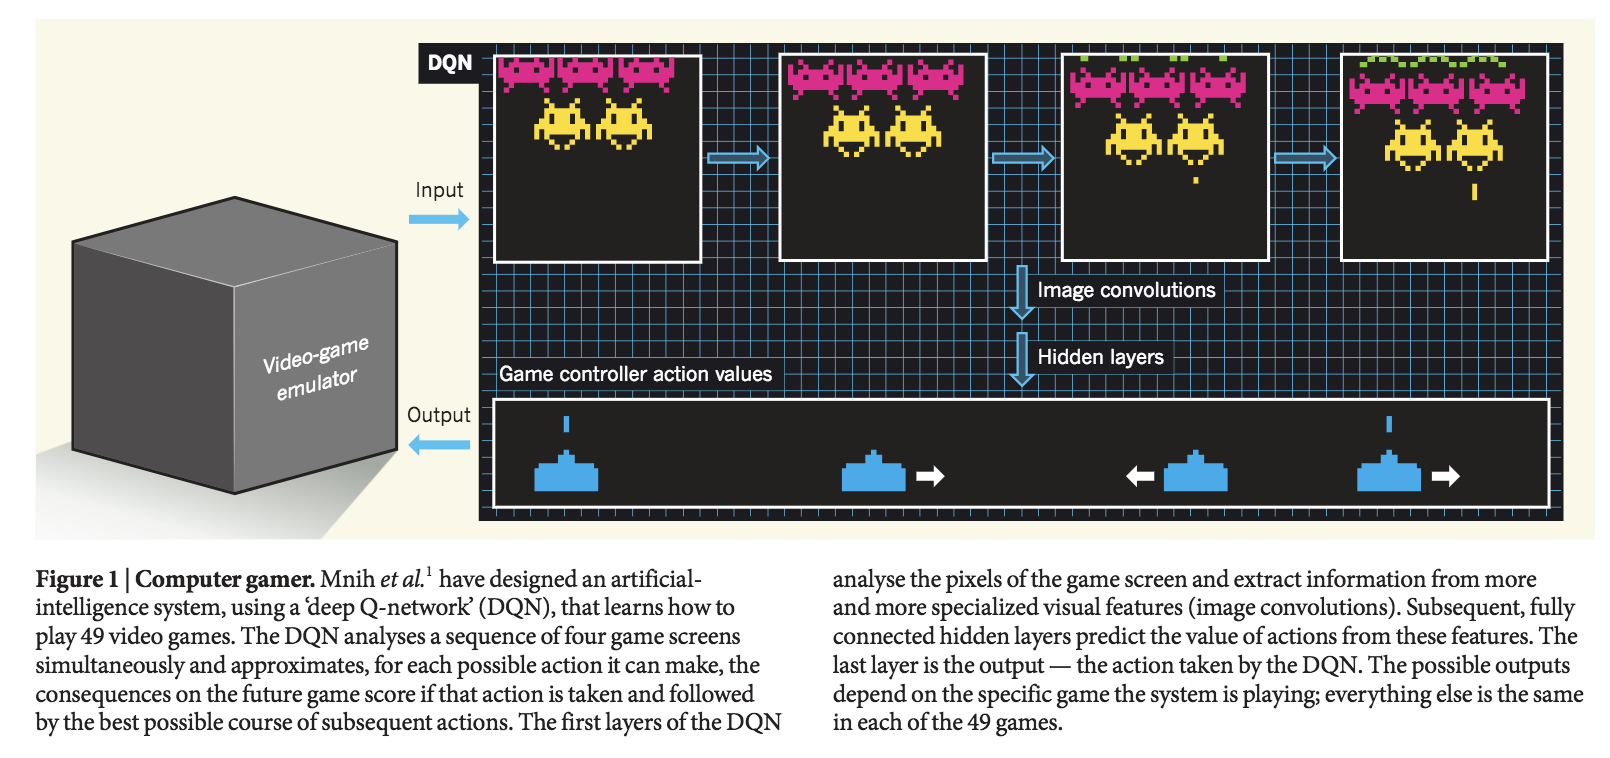 DQN
Input
Image convolutions
Video-game
emulator
Hidden layers
Game controller action values
Output
Figure 1 | Computer gamer. Mnih et al.1 have designed an artificial-
intelligence system, using a ‘deep Q-network’ (DQN), that learns how to
play 49 video games. The DQN analyses a sequence of four game screens
simultaneously and approximates, for each possible action it can make, the
consequences on the future game score if that action is taken and followed
by the best possible course of subsequent actions. The first layers of the DQN
analyse the pixels of the game screen and extract information from more
and more specialized visual features (image convolutions). Subsequent, fully
connected hidden layers predict the value of actions from these features. The
last layer is the output — the action taken by the DQN. The possible outputs
depend on the specific game the system is playing; everything else is the same
in each of the 49 games.